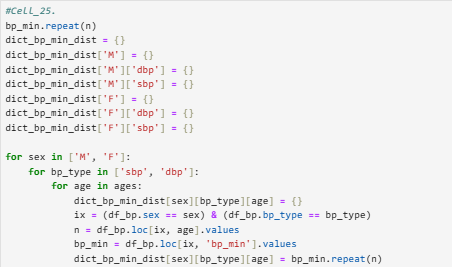 #Cell_25.
bp_min.repeat(n)
dict_bp_min_dist = {}
dict_bp_min_dist['M'] = {}
dict_bp_min_dist['M']['dbp'] = {}
dict_bp_min_dist['M']['sbp'] = {}
dict_bp_min_dist['F'] = {}
dict_bp_min_dist['F']['dbp'] = {}
dict_bp_min_dist['F']['sbp'] = {}

for sex in ['M', 'F']:
    for bp_type in ['sbp', 'dbp']:
        for age in ages:
            dict_bp_min_dist[sex][bp_type][age] = {}
            ix = (df_bp.sex == sex) & (df_bp.bp_type == bp_type)
            n = df_bp.loc[ix, age].values
            bp_min = df_bp.loc[ix, 'bp_min'].values
            dict_bp_min_dist[sex][bp_type][age] = bp_min.repeat(n)